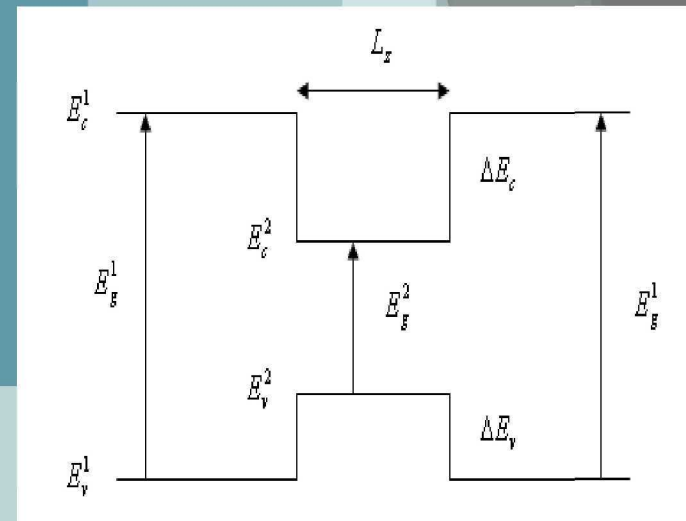 L_z
E_c^1
ΔE_c
E_c^2
E_g^1 E_g^2 E_g^1
E_v^2
ΔE_v
E_v^1